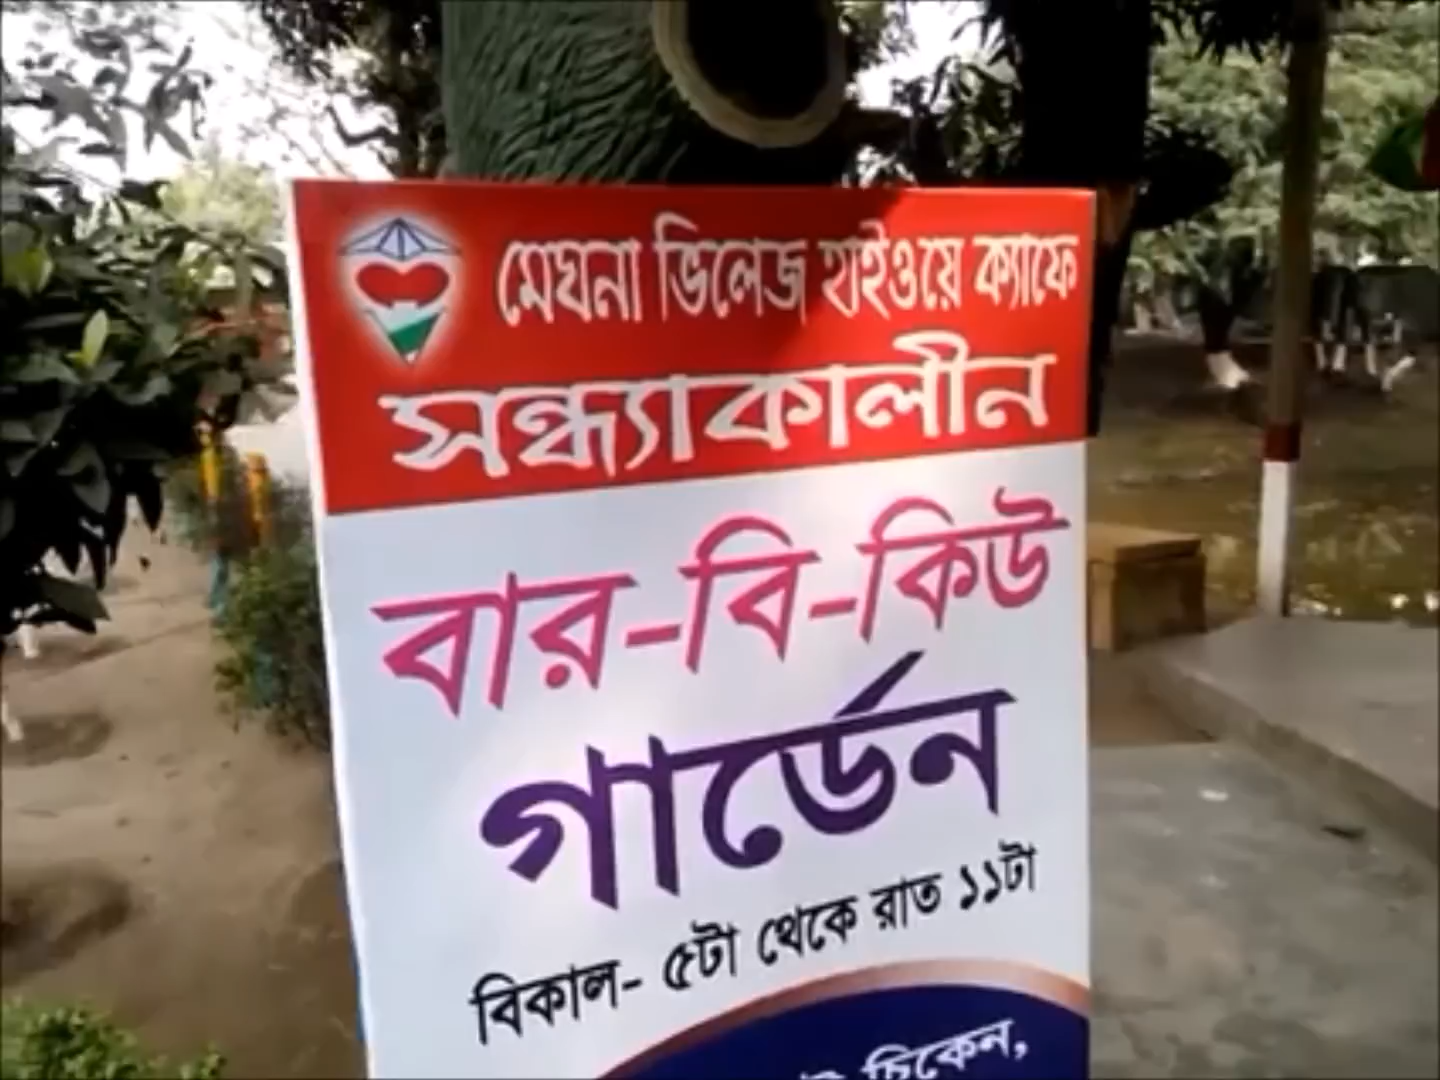 মেঘনা ভিলেজ হাইওয়ে ক্যাফে
সন্ধ্যাকালীন
বার-বি-কিউ
গার্ডেন
বিকাল- ৫টা থেকে রাত ১১টা
চিকেন,